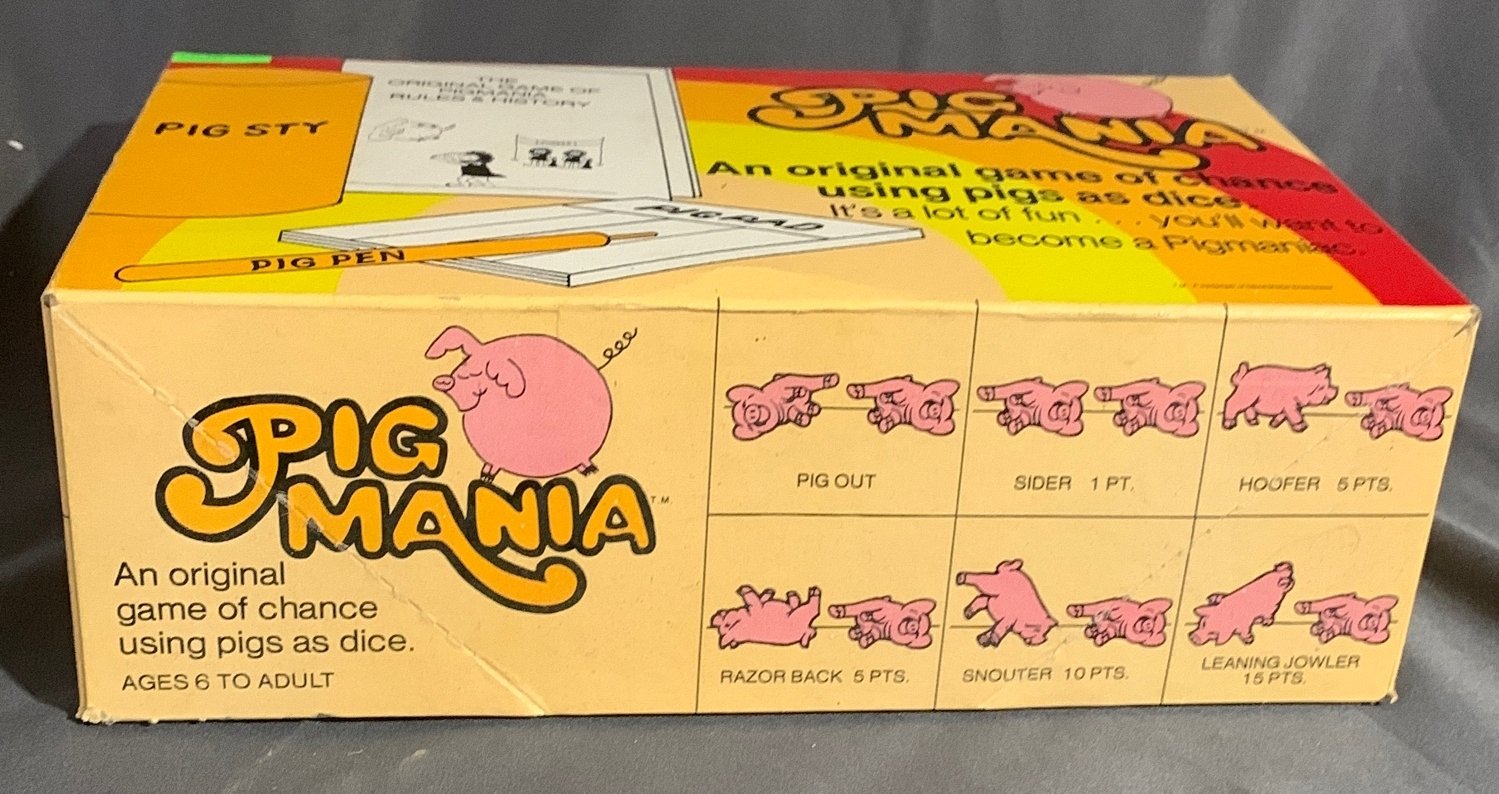 PIG STY
THE
ORIGINAL GAME OF
PIGMANIA
RULES & HISTORY
PIG PAD
PIG PEN
PIG
MANIA
An original game of chance
using pigs as dice.
It's a lot of fun . . . you'll want to
become a Pigmaniac.
PIG
MANIA™
An original
game of chance
using pigs as dice.
AGES 6 TO ADULT
PIG OUT
SIDER 1 PT.
HOOFER 5 PTS.
RAZOR BACK 5 PTS.
SNOUTER 10 PTS.
LEANING JOWLER
15 PTS.